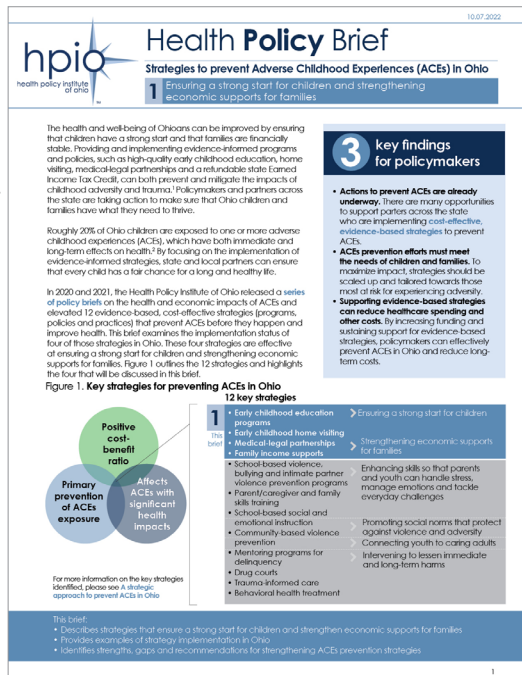 10.07.2022
hpio
health policy institute
of ohio
Health Policy Brief
Strategies to prevent Adverse Childhood Experiences (ACEs) in Ohio
1
Ensuring a strong start for children and strengthening
economic supports for families
The health and well-being of Ohioans can be improved by ensuring
that children have a strong start and that families are financially
stable. Providing and implementing evidence-informed programs
and policies, such as high-quality early childhood education, home
visiting, medical-legal partnerships and a refundable state Earned
Income Tax Credit, can both prevent and mitigate the impacts of
childhood adversity and trauma.1 Policymakers and partners across
the state are taking action to make sure that Ohio children and
families have what they need to thrive.
Roughly 20% of Ohio children are exposed to one or more adverse
childhood experiences (ACEs), which have both immediate and
long-term effects on health.2 By focusing on the implementation of
evidence-informed strategies, state and local partners can ensure
that every child has a fair chance for a long and healthy life.
In 2020 and 2021, the Health Policy Institute of Ohio released a series
of policy briefs on the health and economic impacts of ACEs and
elevated 12 evidence-based, cost-effective strategies (programs,
policies and practices) that prevent ACEs before they happen and
improve health. This brief examines the implementation status of
four of those strategies in Ohio. These four strategies are effective
at ensuring a strong start for children and strengthening economic
supports for families. Figure 1 outlines the 12 strategies and highlights
the four that will be discussed in this brief.
3 key findings
for policymakers
• Actions to prevent ACEs are already
underway. There are many opportunities
to support parters across the state
who are implementing cost-effective,
evidence-based strategies to prevent
ACEs.
• ACEs prevention efforts must meet
the needs of children and families. To
maximize impact, strategies should be
scaled up and tailored towards those
most at risk for experiencing adversity.
• Supporting evidence-based strategies
can reduce healthcare spending and
other costs. By increasing funding and
sustaining support for evidence-based
strategies, policymakers can effectively
prevent ACEs in Ohio and reduce long-
term costs.
Figure 1. Key strategies for preventing ACEs in Ohio
Positive
cost-
benefit
ratio
Primary
prevention
of ACEs
exposure
Affects
ACEs with
significant
health
impacts
For more information on the key strategies
identified, please see A strategic
approach to prevent ACEs in Ohio
12 key strategies
1
This
brief
• Early childhood education
programs
• Early childhood home visiting
• Medical-legal partnerships
• Family income supports
Ensuring a strong start for children
Strengthening economic supports
for families
• School-based violence,
bullying and intimate partner
violence prevention programs
• Parent/caregiver and family
skills training
• School-based social and
emotional instruction
• Community-based violence
prevention
• Mentoring programs for
delinquency
• Drug courts
• Trauma-informed care
• Behavioral health treatment
Enhancing skills so that parents
and youth can handle stress,
manage emotions and tackle
everyday challenges
Promoting social norms that protect
against violence and adversity
Connecting youth to caring adults
Intervening to lessen immediate
and long-term harms
This brief:
• Describes strategies that ensure a strong start for children and strengthen economic supports for families
• Provides examples of strategy implementation in Ohio
• Identifies strengths, gaps and recommendations for strengthening ACEs prevention strategies
1